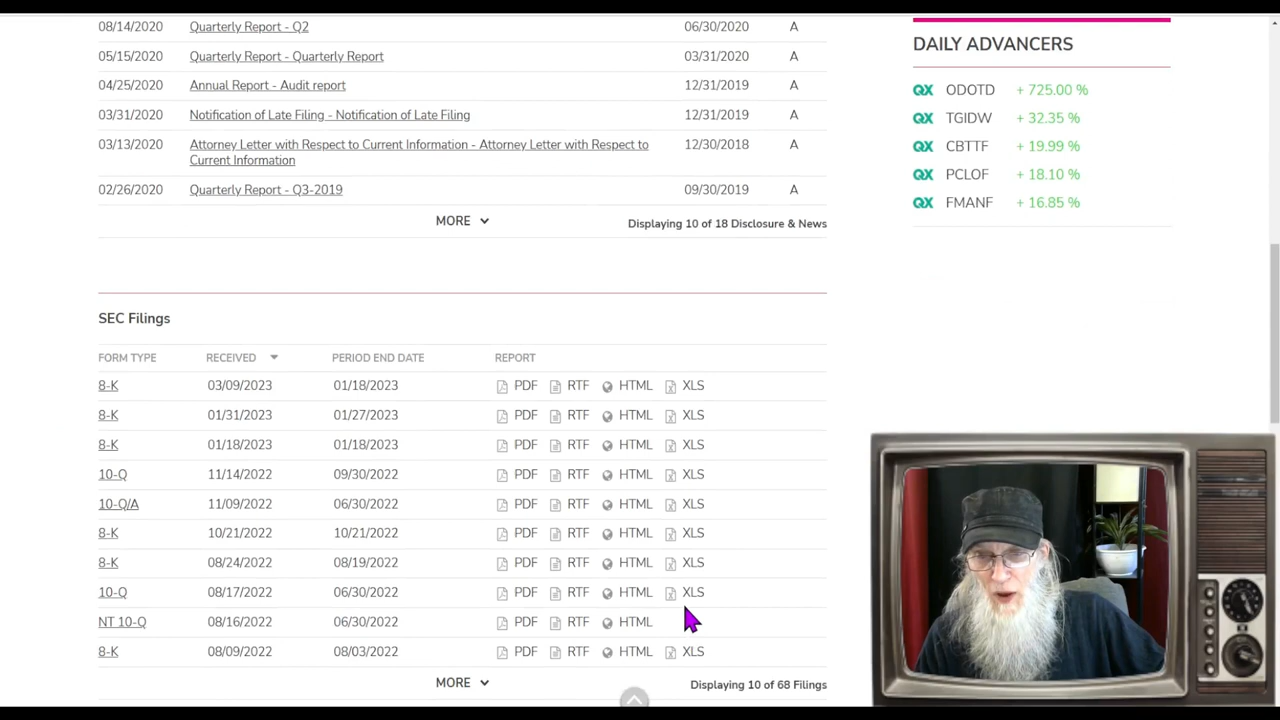 08/14/2020 Quarterly Report - Q2 06/30/2020 A
05/15/2020 Quarterly Report - Quarterly Report 03/31/2020 A
04/25/2020 Annual Report - Audit report 12/31/2019 A
03/31/2020 Notification of Late Filing - Notification of Late Filing 12/31/2019 A
03/13/2020 Attorney Letter with Respect to Current Information - Attorney Letter with Respect to 12/30/2018 A
Current Information
02/26/2020 Quarterly Report - Q3-2019 09/30/2019 A
MORE
Displaying 10 of 18 Disclosure & News
SEC Filings
FORM TYPE RECEIVED PERIOD END DATE REPORT
8-K 03/09/2023 01/18/2023 PDF RTF HTML XLS
8-K 01/31/2023 01/27/2023 PDF RTF HTML XLS
8-K 01/18/2023 01/18/2023 PDF RTF HTML XLS
10-Q 11/14/2022 09/30/2022 PDF RTF HTML XLS
10-Q/A 11/09/2022 06/30/2022 PDF RTF HTML XLS
8-K 10/21/2022 10/21/2022 PDF RTF HTML XLS
8-K 08/24/2022 08/19/2022 PDF RTF HTML XLS
10-Q 08/17/2022 06/30/2022 PDF RTF HTML XLS
NT 10-Q 08/16/2022 06/30/2022 PDF RTF HTML
8-K 08/09/2022 08/03/2022 PDF RTF HTML XLS
MORE
Displaying 10 of 68 Filings
DAILY ADVANCERS
QX ODOTD + 725.00 %
QX TGIDW + 32.35 %
QX CBTTF + 19.99 %
QX PCLOF + 18.10 %
QX FMANF + 16.85 %